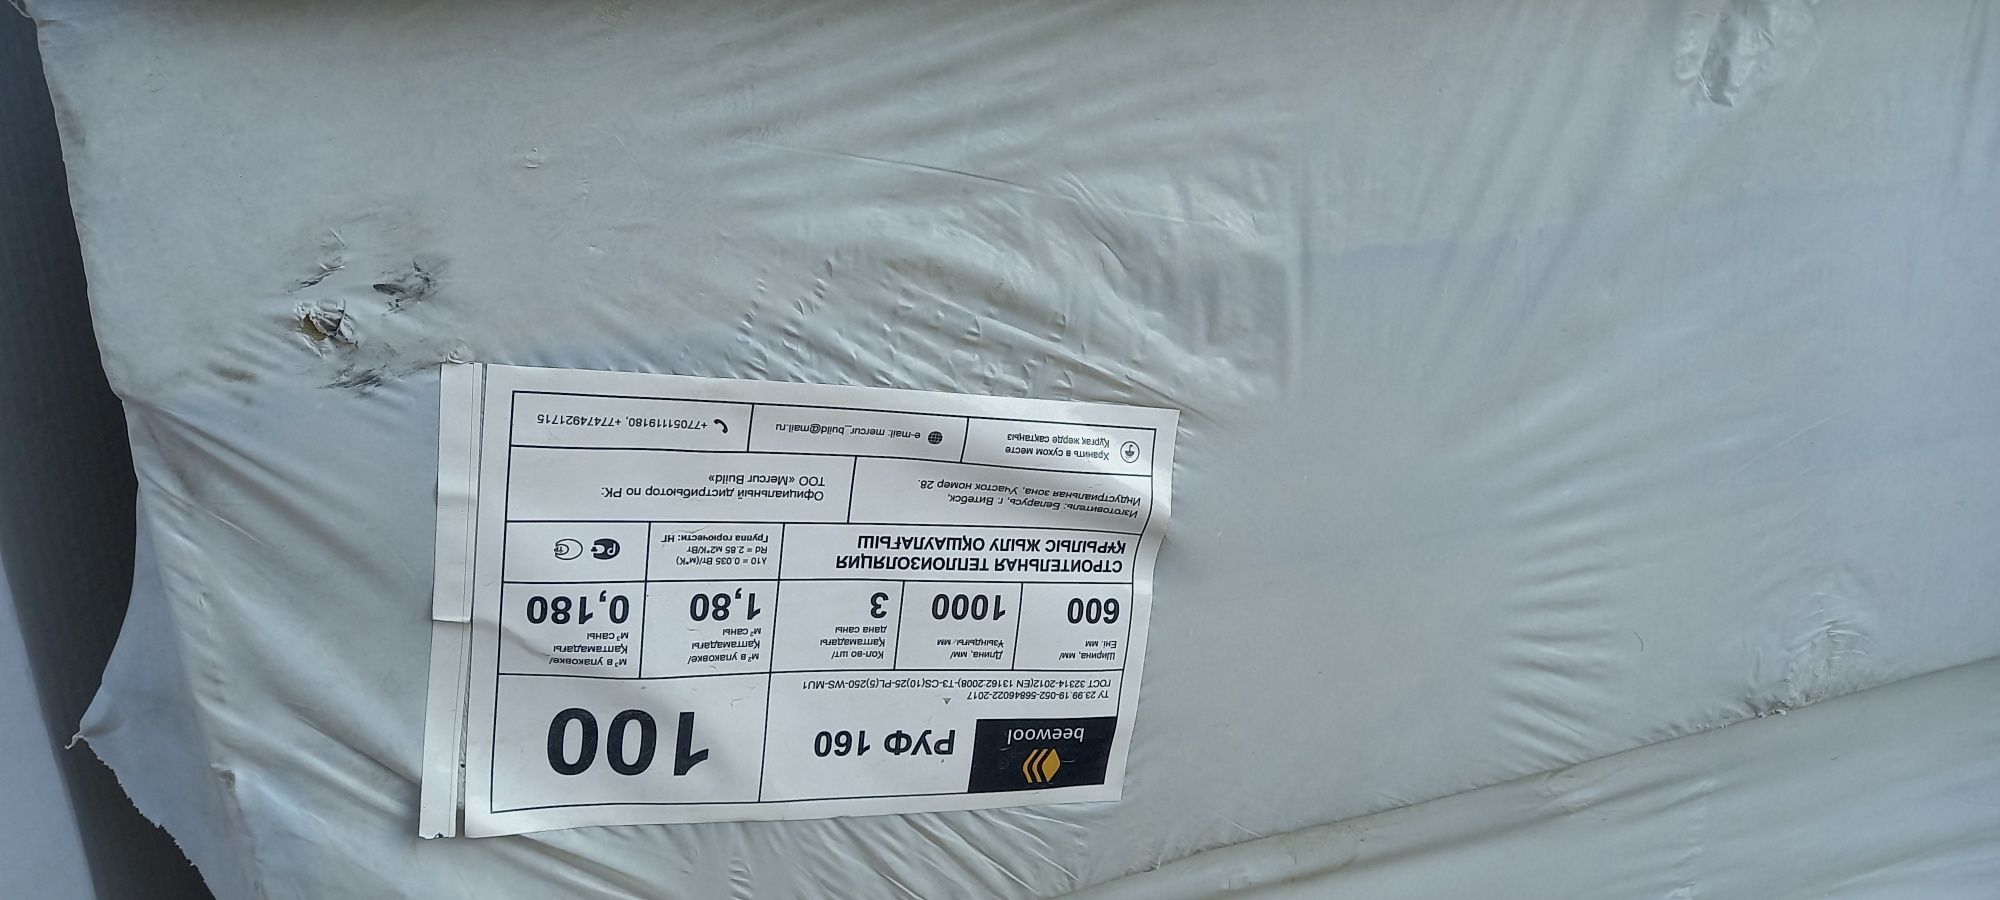 beewool
РУФ 160
100
ТУ 23.99.19-052-56846022-2017
ГОСТ 32314-2012(EN 13162:2008)-T3-CS(10)25-PL(5)250-WS-MU1
Ширина, мм/
Ені. мм
600
Длина, мм/
Ұзындығы, мм
1000
Кол-во шт/
Қаптамадағы
дана саны
3
м² в упаковке/
Қаптамадағы
м² саны
1,80
м³ в упаковке/
Қаптамадағы
м³ саны
0,180
СТРОИТЕЛЬНАЯ ТЕПЛОИЗОЛЯЦИЯ
ҚҰРЫЛЫС ЖЫЛУ ОҚШАУЛАҒЫШ
λ10 = 0.035 Вт/(м*К)
Rd = 2.85 м2*К/Вт
Группа горючести: НГ
Изготовитель: Беларусь, г. Витебск,
Индустриальная зона, Участок номер 28.
Официальный дистрибьютор по РК:
ТОО «Mercur Build»
Хранить в сухом месте
Құрғақ жерде сақтаңыз
e-mail: mercur_build@mail.ru
+77051119180, +77474921715